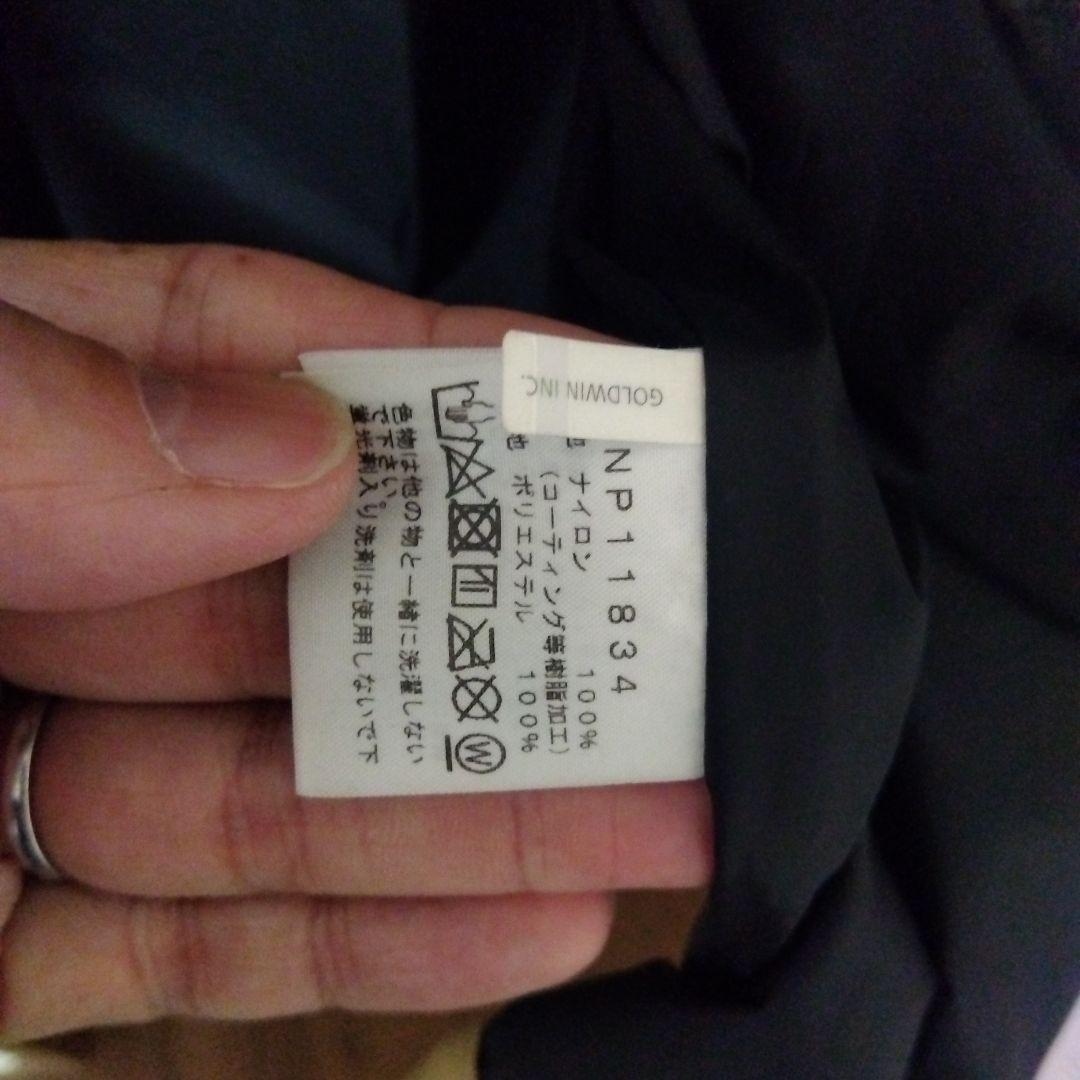 GOLDWIN INC.
NP11834
ナイロン 100%
(コーティング等樹脂加工)
地 ポリエステル 100%
W
色物は他の物と一緒に洗濯しない
で下さい。
蛍光剤入り洗剤は使用しないで下